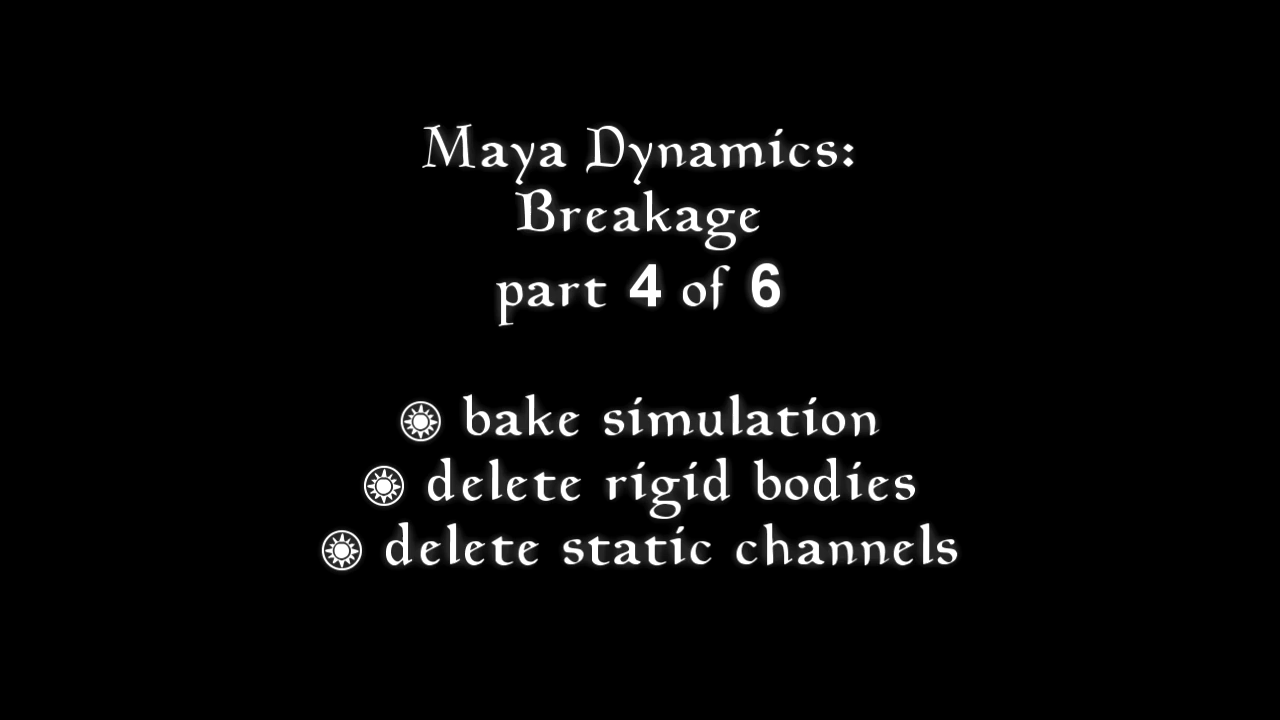 Maya Dynamics:
Breakage
part 4 of 6
bake simulation
delete rigid bodies
delete static channels